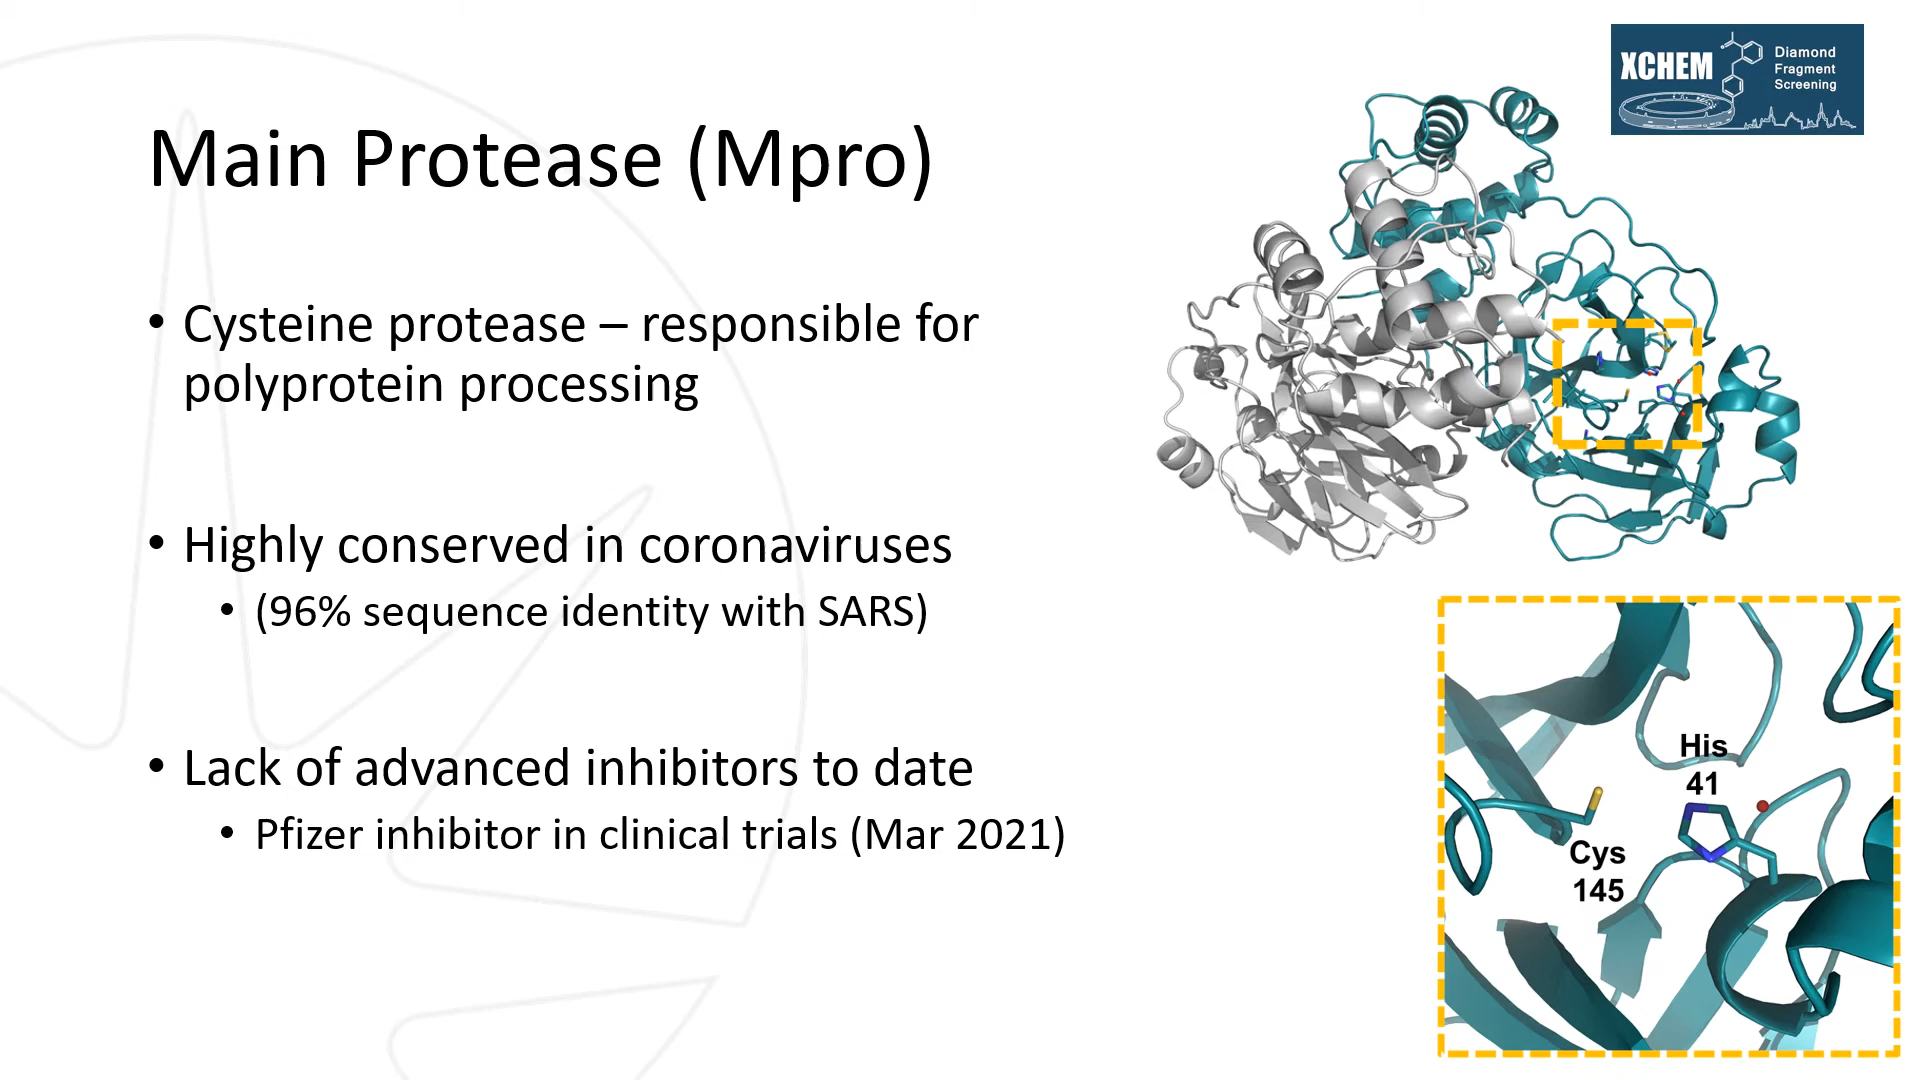 XCHEM
Diamond
Fragment
Screening
Main Protease (Mpro)
• Cysteine protease – responsible for
polyprotein processing
• Highly conserved in coronaviruses
• (96% sequence identity with SARS)
• Lack of advanced inhibitors to date
• Pfizer inhibitor in clinical trials (Mar 2021)
His
41
Cys
145